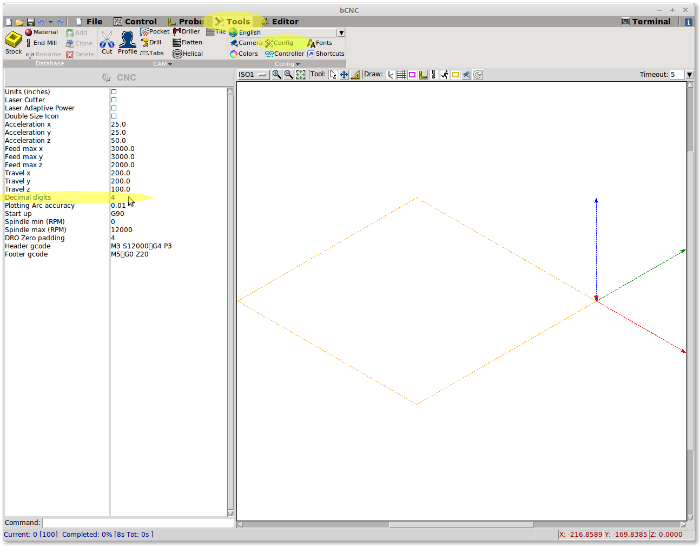 bCNC
File Control Probe Tools Editor Terminal
Stock Material Add Cut Profile Pocket Driller Tile English
End Mill Clone Drill Flatten Camera Config Fonts
Rename Delete Tabs Helical Colors Controller Shortcuts
Database CAM Config
CNC
ISO1 Tool: Draw: Timeout: 5
Units (inches)
Laser Cutter
Laser Adaptive Power
Double Size Icon
Acceleration x 25.0
Acceleration y 25.0
Acceleration z 50.0
Feed max x 3000.0
Feed max y 3000.0
Feed max z 2000.0
Travel x 200.0
Travel y 200.0
Travel z 100.0
Decimal digits 4
Plotting Arc accuracy 0.01
Start up G90
Spindle min (RPM) 0
Spindle max (RPM) 12000
DRO Zero padding 4
Header gcode M3 S12000▯G4 P3
Footer gcode M5▯G0 Z20
Command:
Current: 0 [100] Completed: 0% [8s Tot: 0s ] X: -216.8589 Y: -169.8385 Z: 0.0000